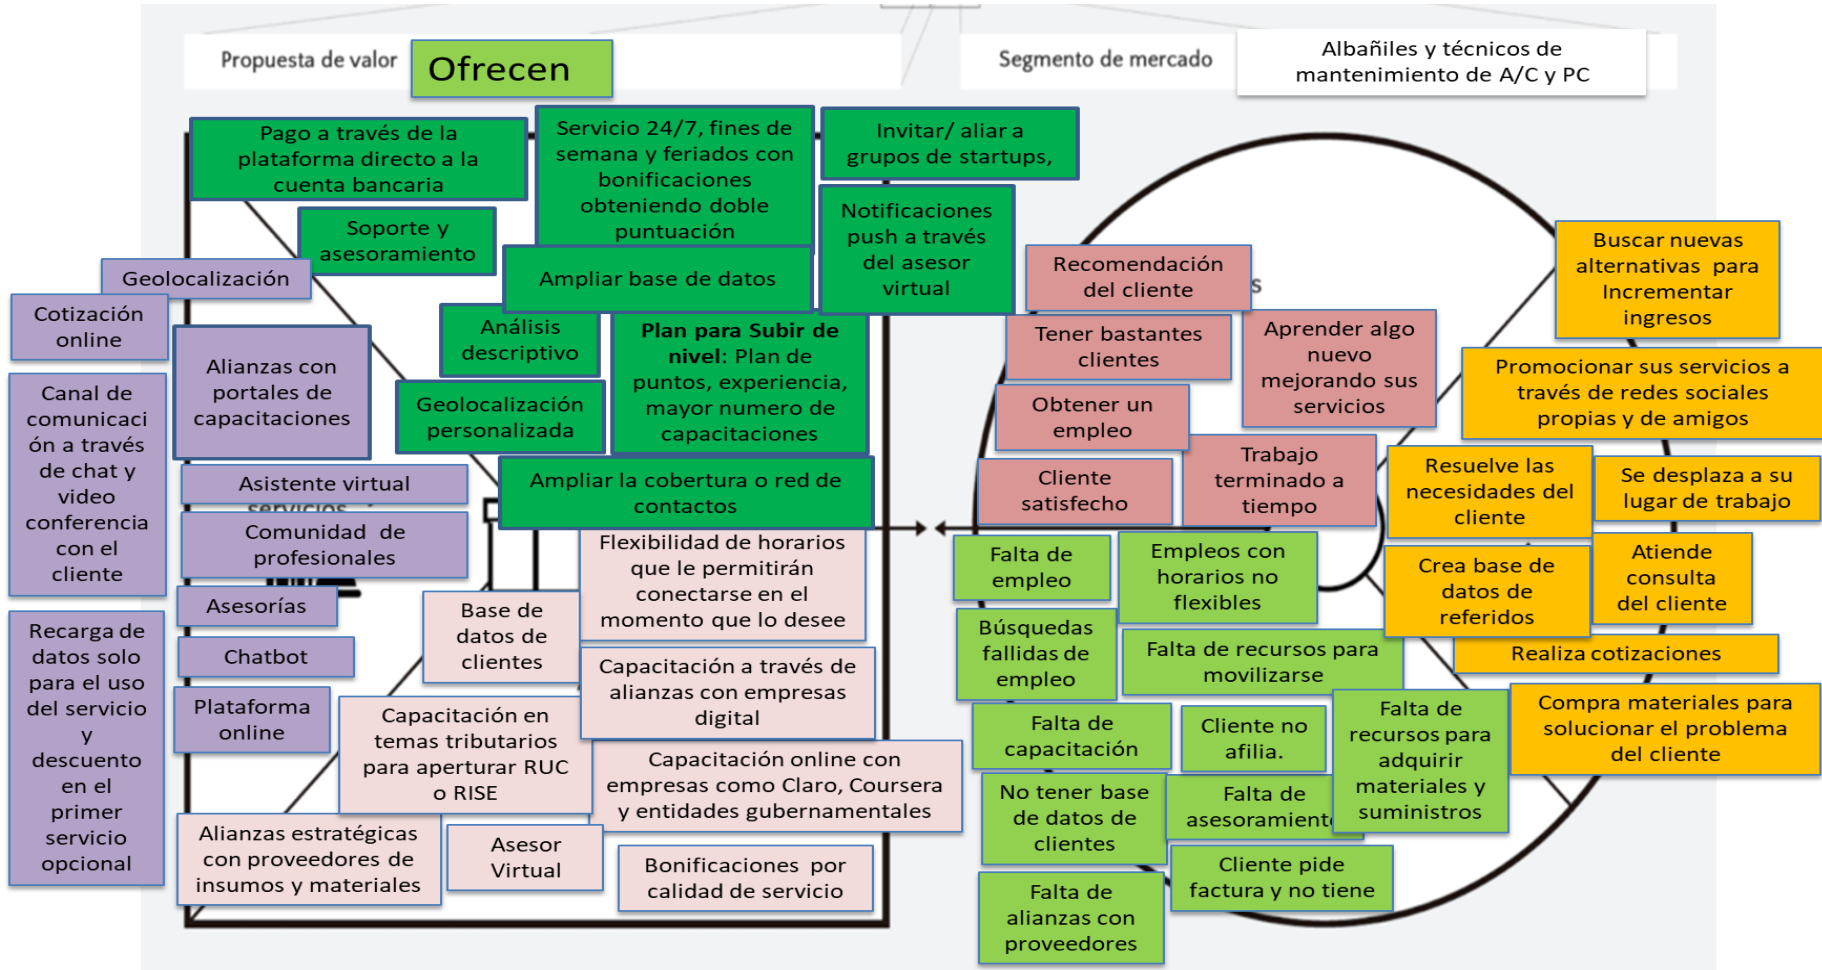 Propuesta de valor
Ofrecen
Segmento de mercado
Albañiles y técnicos de
mantenimiento de A/C y PC
Pago a través de la
plataforma directo a la
cuenta bancaria
Servicio 24/7, fines de
semana y feriados con
bonificaciones
obteniendo doble
puntuación
Invitar/ aliar a
grupos de startups,
Soporte y
asesoramiento
Notificaciones
push a través
del asesor
virtual
Ampliar base de datos
Análisis
descriptivo
Plan para Subir de
nivel: Plan de
puntos, experiencia,
mayor numero de
capacitaciones
Geolocalización
personalizada
Ampliar la cobertura o red de
contactos
Geolocalización
Cotización
online
Alianzas con
portales de
capacitaciones
Canal de
comunicaci
ón a través
de chat y
video
conferencia
con el
cliente
Asistente virtual
servicios
Comunidad de
profesionales
Asesorías
Recarga de
datos solo
para el uso
del servicio
y
descuento
en el
primer
servicio
opcional
Chatbot
Plataforma
online
Flexibilidad de horarios
que le permitirán
conectarse en el
momento que lo desee
Base de
datos de
clientes
Capacitación a través de
alianzas con empresas
digital
Capacitación en
temas tributarios
para aperturar RUC
o RISE
Capacitación online con
empresas como Claro, Coursera
y entidades gubernamentales
Alianzas estratégicas
con proveedores de
insumos y materiales
Asesor
Virtual
Bonificaciones por
calidad de servicio
Recomendación
del cliente
s
Tener bastantes
clientes
Aprender algo
nuevo
mejorando sus
servicios
Obtener un
empleo
Cliente
satisfecho
Trabajo
terminado a
tiempo
Buscar nuevas
alternativas para
Incrementar
ingresos
Promocionar sus servicios a
través de redes sociales
propias y de amigos
Resuelve las
necesidades del
cliente
Se desplaza a su
lugar de trabajo
Crea base de
datos de
referidos
Atiende
consulta
del cliente
Realiza cotizaciones
Compra materiales para
solucionar el problema
del cliente
Falta de
empleo
Empleos con
horarios no
flexibles
Búsquedas
fallidas de
empleo
Falta de recursos para
movilizarse
Falta de
capacitación
Cliente no
afilia.
Falta de
recursos para
adquirir
materiales y
suministros
No tener base
de datos de
clientes
Falta de
asesoramient
Cliente pide
factura y no tiene
Falta de
alianzas con
proveedores